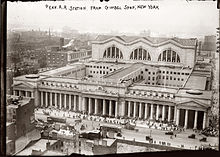 PENN. R.R. STATION FROM GIMBEL STORE, NEW YORK